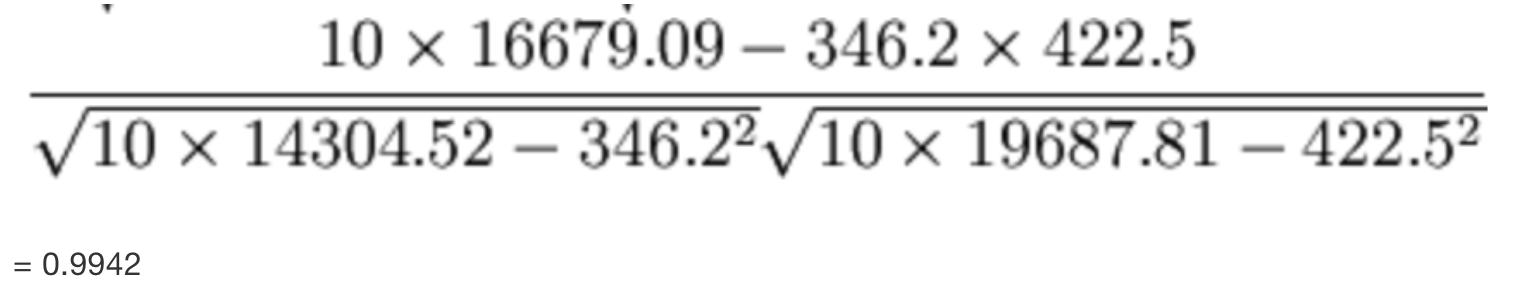 10 × 16679.09 − 346.2 × 422.5
√10 × 14304.52 − 346.2² √10 × 19687.81 − 422.5²
= 0.9942